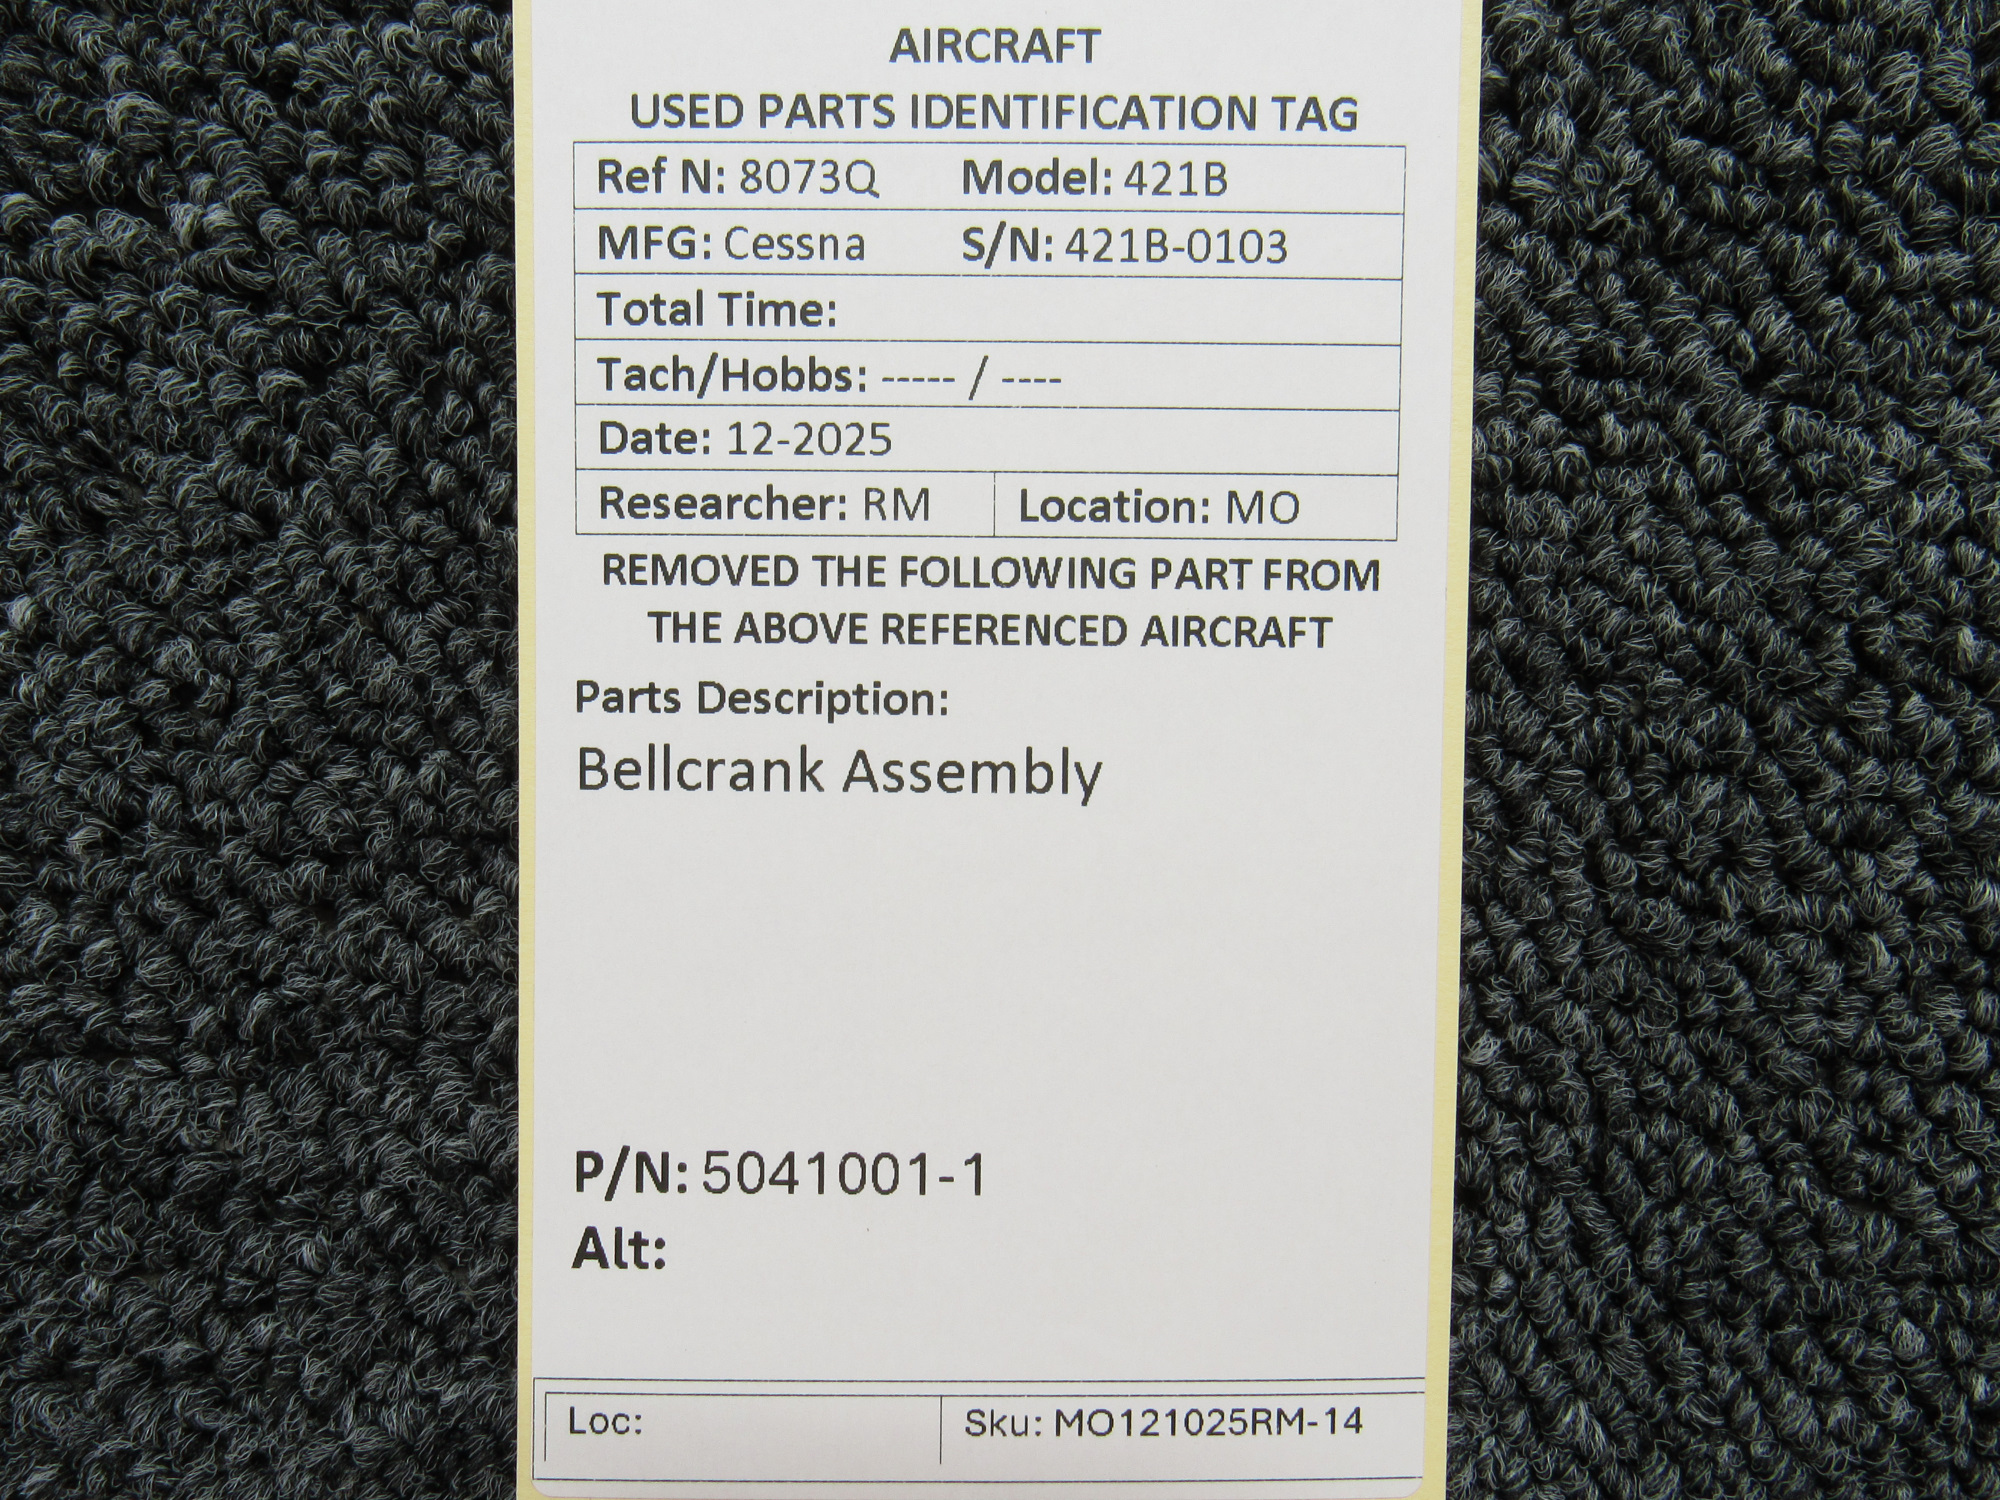 AIRCRAFT
USED PARTS IDENTIFICATION TAG
Ref N: 8073Q Model: 421B
MFG: Cessna S/N: 421B-0103
Total Time:
Tach/Hobbs: ----- / ----
Date: 12-2025
Researcher: RM Location: MO
REMOVED THE FOLLOWING PART FROM
THE ABOVE REFERENCED AIRCRAFT
Parts Description:
Bellcrank Assembly
P/N: 5041001-1
Alt:
Loc: Sku: MO121025RM-14